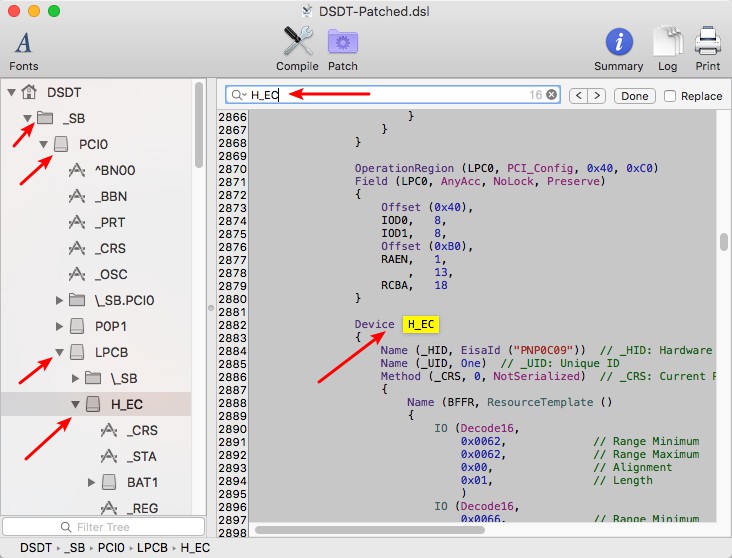 DSDT-Patched.dsl
A
Fonts
Compile
Patch
i
Summary
Log
Print
DSDT
_SB
PCI0
^BN00
_BBN
_PRT
_CRS
_OSC
\_SB.PCI0
P0P1
LPCB
\_SB
H_EC
_CRS
_STA
BAT1
_REG
Filter Tree
H_EC 16 Done Replace
2866 }
2867 }
2868 }
2869
2870 OperationRegion (LPC0, PCI_Config, 0x40, 0xC0)
2871 Field (LPC0, AnyAcc, NoLock, Preserve)
2872 {
2873 Offset (0x40),
2874 IOD0, 8,
2875 IOD1, 8,
2876 Offset (0xB0),
2877 RAEN, 1,
2878 , 13,
2879 RCBA, 18
2880 }
2881
2882 Device H_EC
2883 {
2884 Name (_HID, EisaId ("PNP0C09")) // _HID: Hardware
2885 Name (_UID, One) // _UID: Unique ID
2886 Method (_CRS, 0, NotSerialized) // _CRS: Current
2887 {
2888 Name (BFFR, ResourceTemplate ()
2889 {
2890 IO (Decode16,
2891 0x0062, // Range Minimum
2892 0x0062, // Range Maximum
2893 0x00, // Alignment
2894 0x01, // Length
2895 )
2896 IO (Decode16,
2897 0x0066, // Range Minimum
2898
DSDT › _SB › PCI0 › LPCB › H_EC